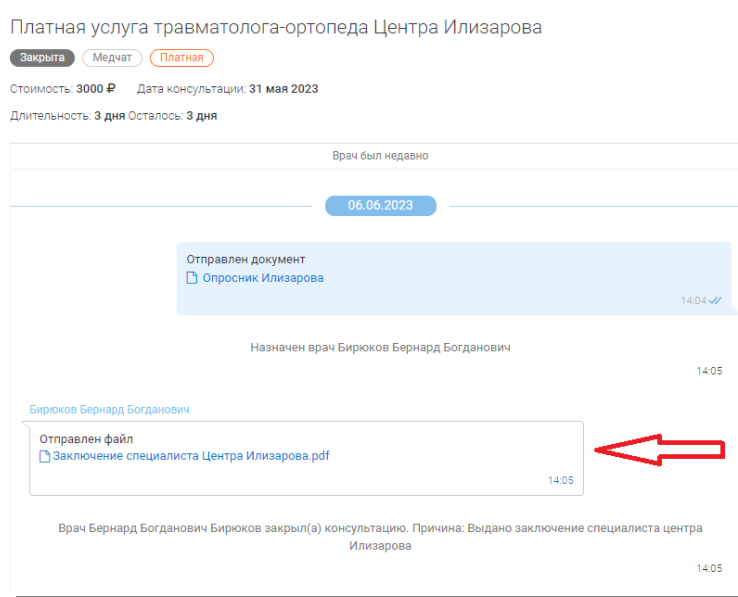 Платная услуга травматолога-ортопеда Центра Илизарова
Закрыта Медчат Платная
Стоимость: 3000 ₽ Дата консультации: 31 мая 2023
Длительность: 3 дня Осталось: 3 дня
Врач был недавно
06.06.2023
Отправлен документ
Опросник Илизарова
14:04
Назначен врач Бирюков Бернард Богданович
14:05
Бирюков Бернард Богданович
Отправлен файл
Заключение специалиста Центра Илизарова.pdf
14:05
Врач Бернард Богданович Бирюков закрыл(а) консультацию. Причина: Выдано заключение специалиста центра
Илизарова
14:05